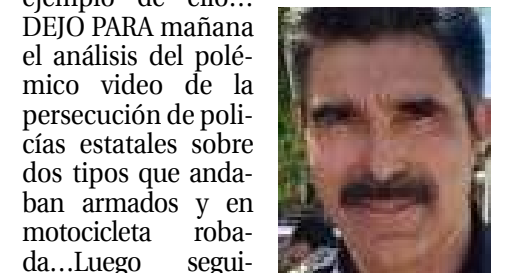 ejemplo de ello…
DEJO PARA mañana
el análisis del polé-
mico video de la
persecución de poli-
cías estatales sobre
dos tipos que anda-
ban armados y en
motocicleta roba-
da…Luego segui-